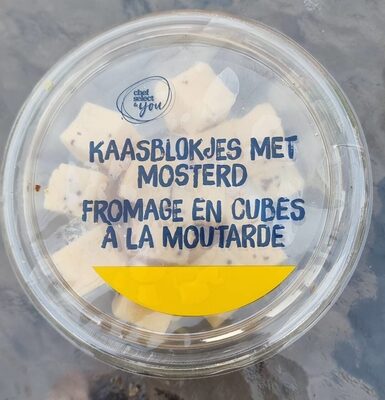 chef
select
& you
KAASBLOKJES MET
MOSTERD
FROMAGE EN CUBES
À LA MOUTARDE